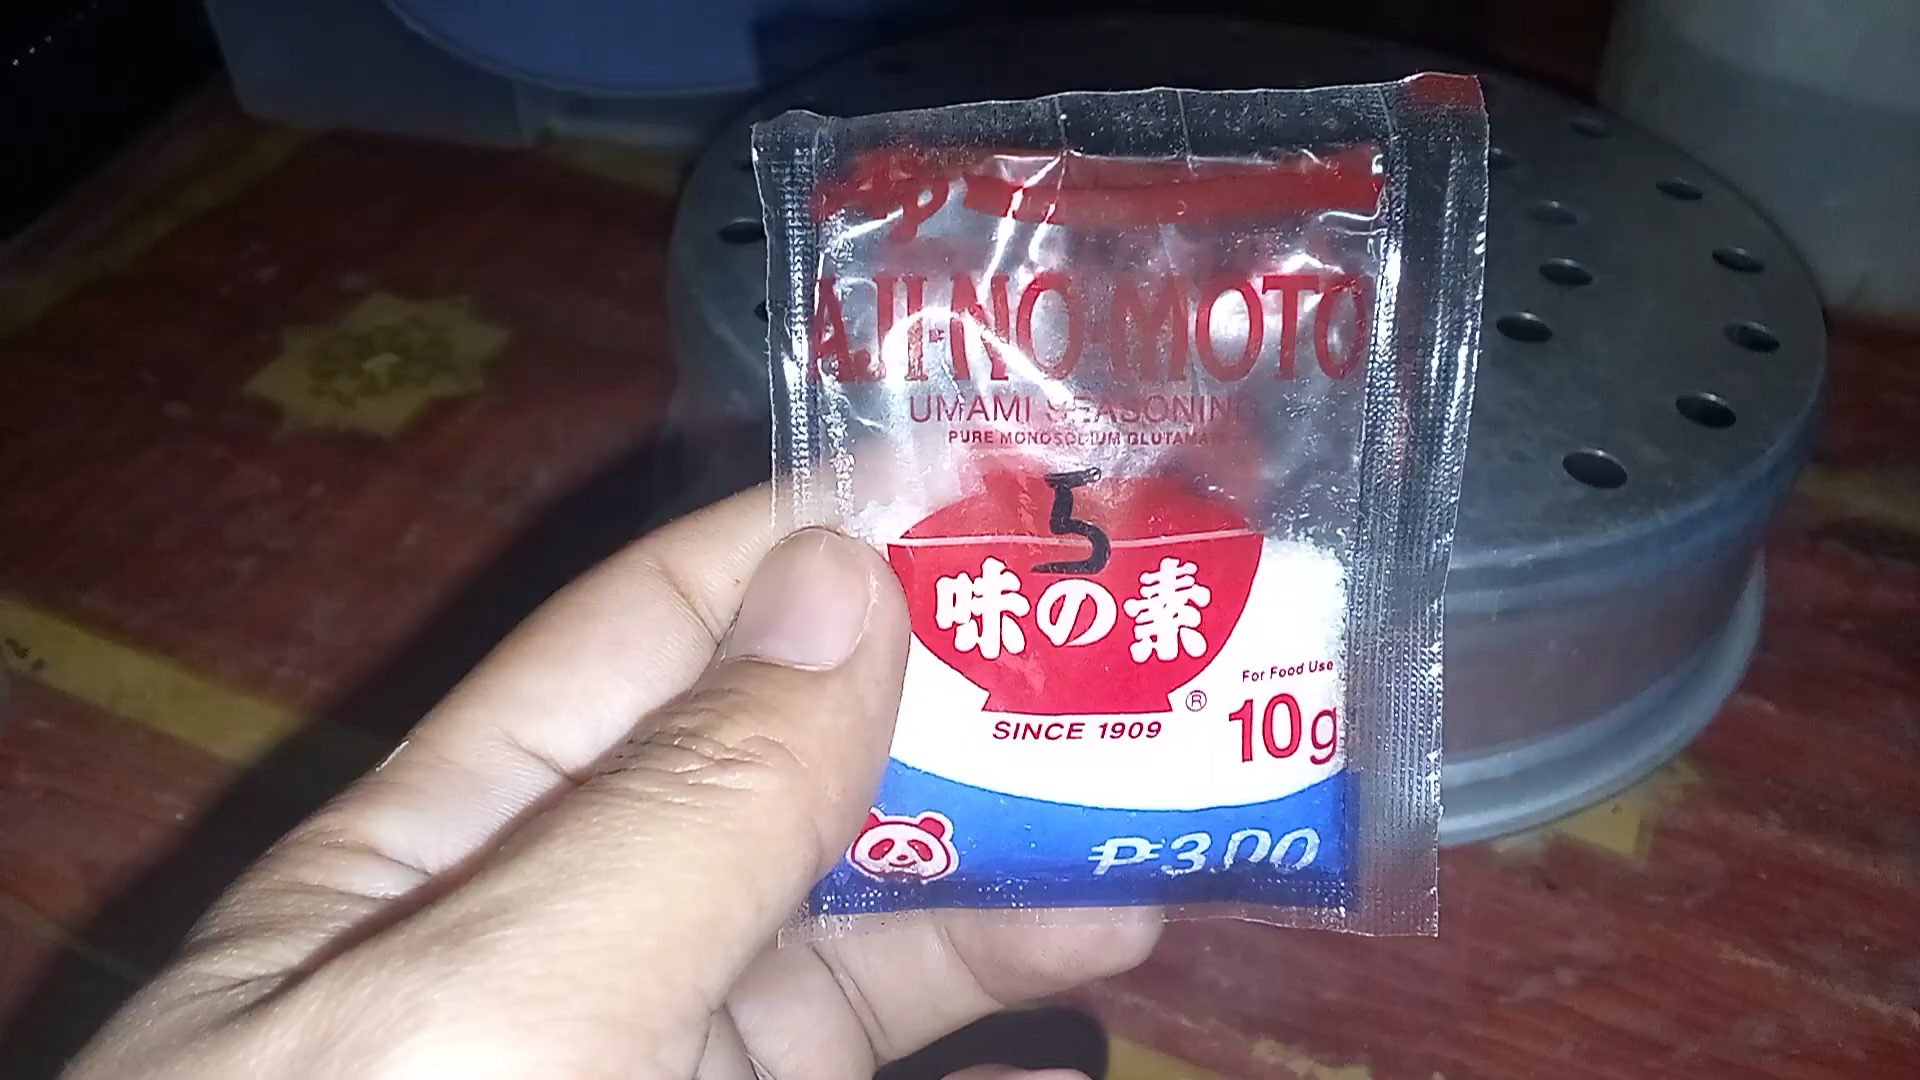 AJI-NO-MOTO
UMAMI SEASONING
PURE MONOSODIUM GLUTAMATE
5
味の素
®
For Food Use
10g
SINCE 1909
₱3.00